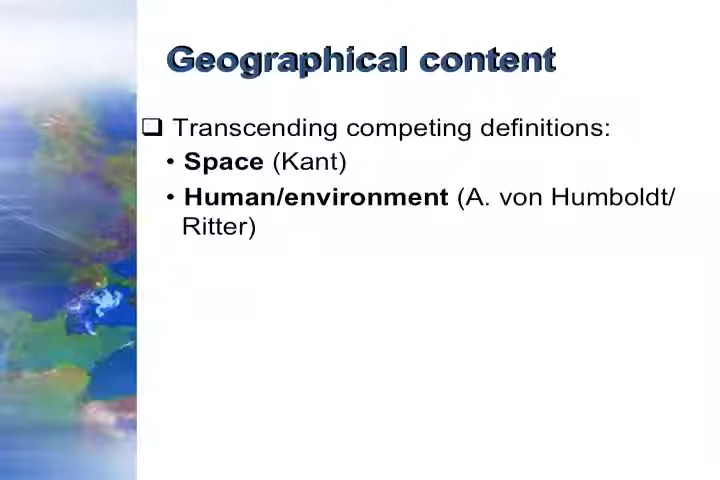 Geographical content
❑ Transcending competing definitions:
• Space (Kant)
• Human/environment (A. von Humboldt/
Ritter)